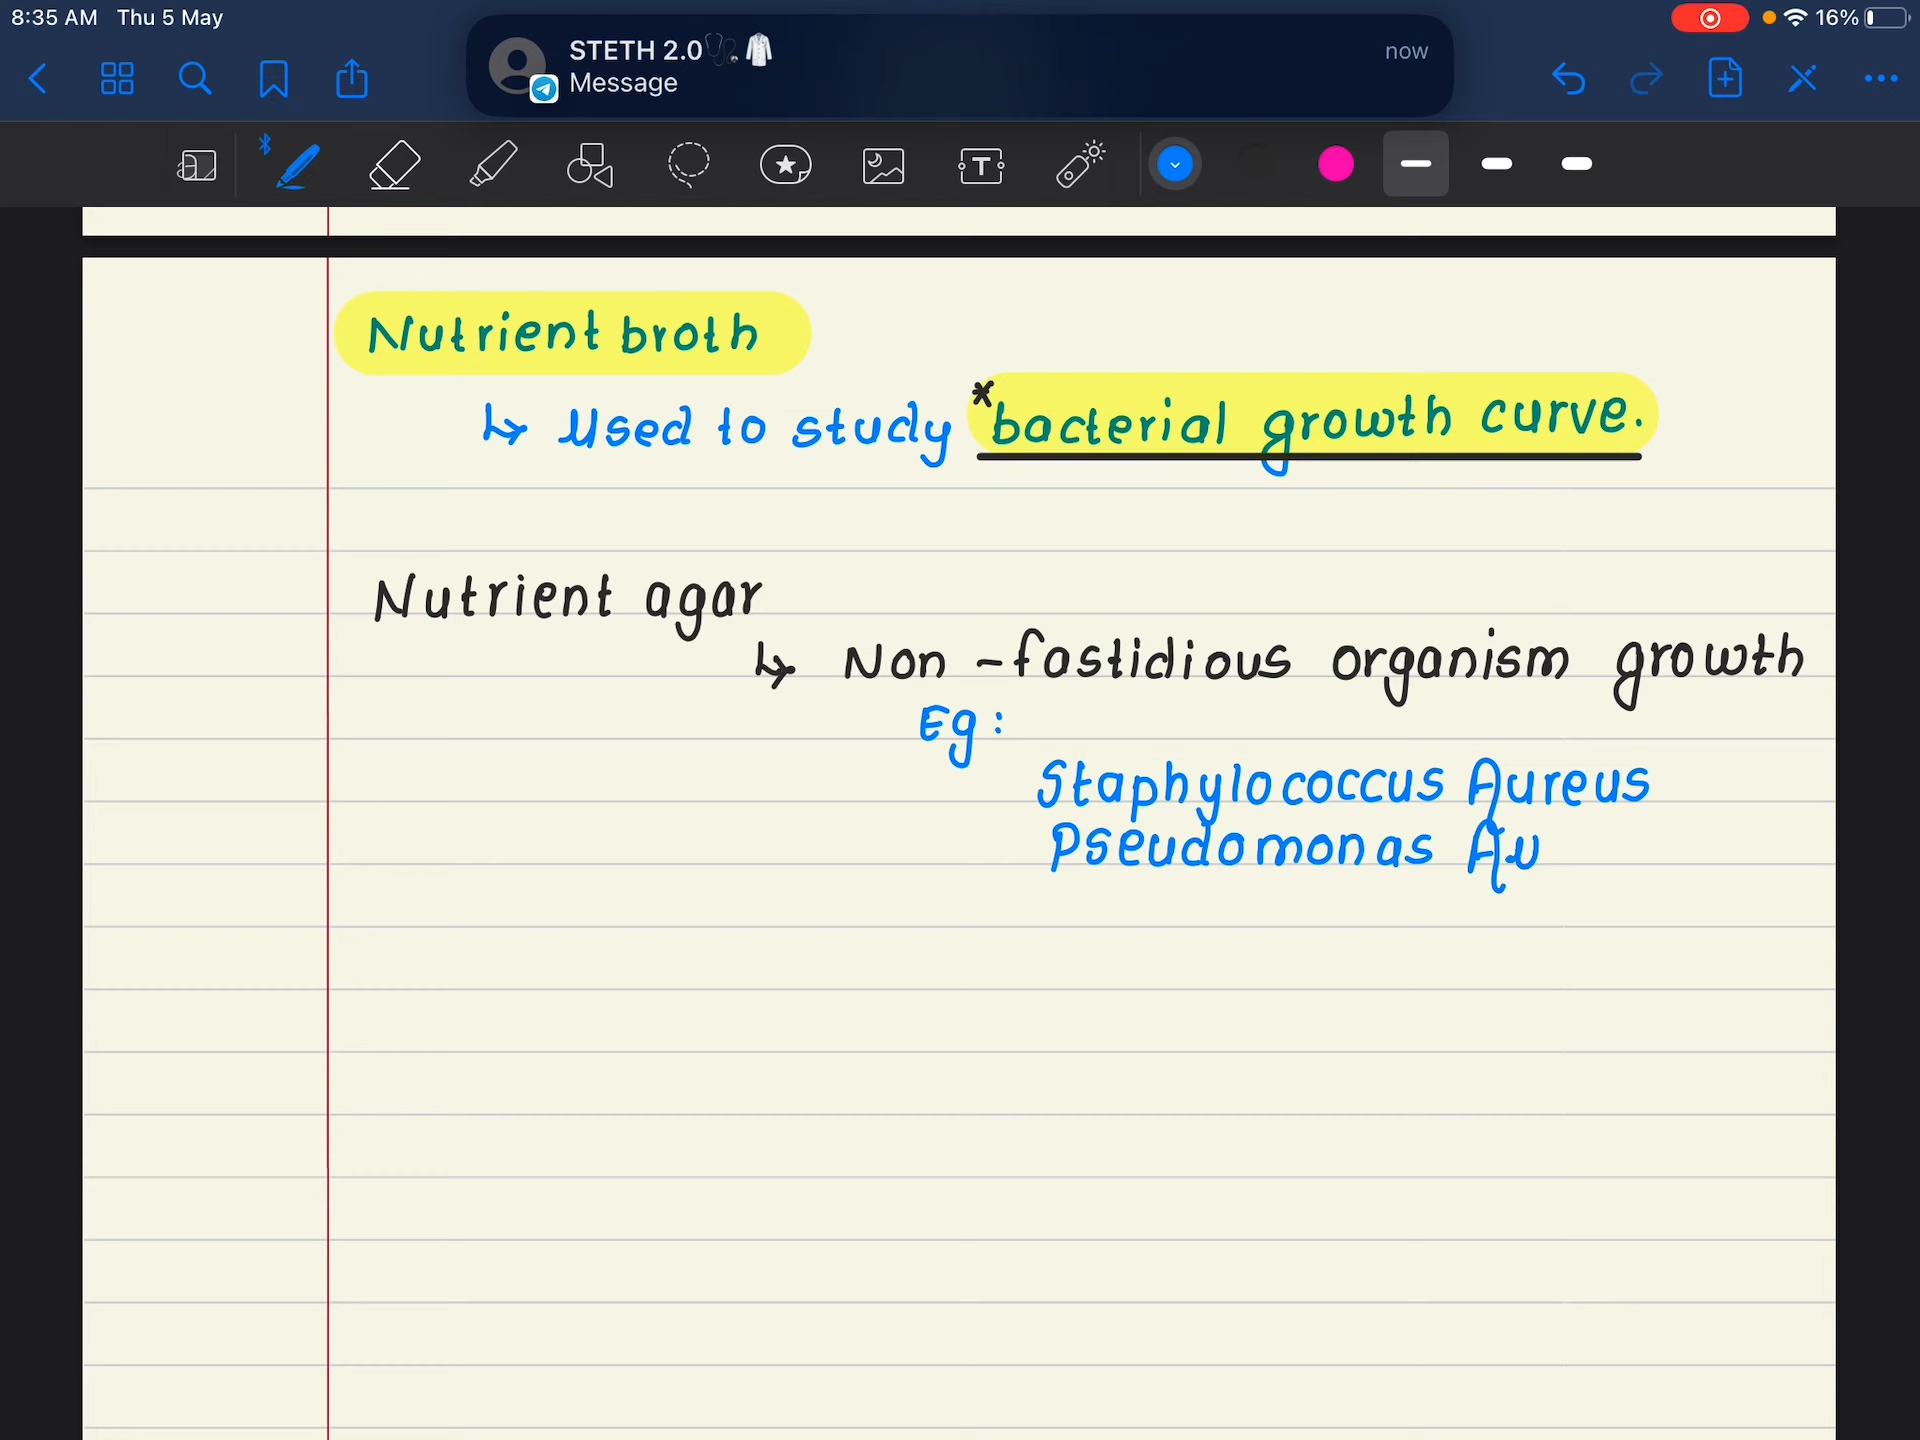 8:35 AM Thu 5 May
16%
STETH 2.0
now
Message
T
Nutrient broth
↳ Used to study *bacterial growth curve.
Nutrient agar
↳ Non-fastidious organism growth
Eg:
Staphylococcus Aureus
Pseudomonas Au